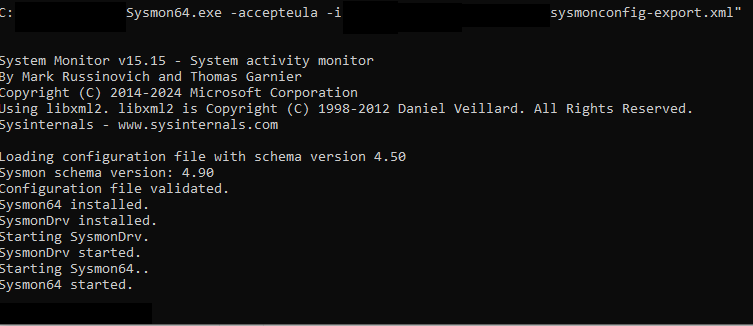 C: Sysmon64.exe -accepteula -i sysmonconfig-export.xml"
System Monitor v15.15 - System activity monitor
By Mark Russinovich and Thomas Garnier
Copyright (C) 2014-2024 Microsoft Corporation
Using libxml2. libxml2 is Copyright (C) 1998-2012 Daniel Veillard. All Rights Reserved.
Sysinternals - www.sysinternals.com
Loading configuration file with schema version 4.50
Sysmon schema version: 4.90
Configuration file validated.
Sysmon64 installed.
SysmonDrv installed.
Starting SysmonDrv.
SysmonDrv started.
Starting Sysmon64..
Sysmon64 started.